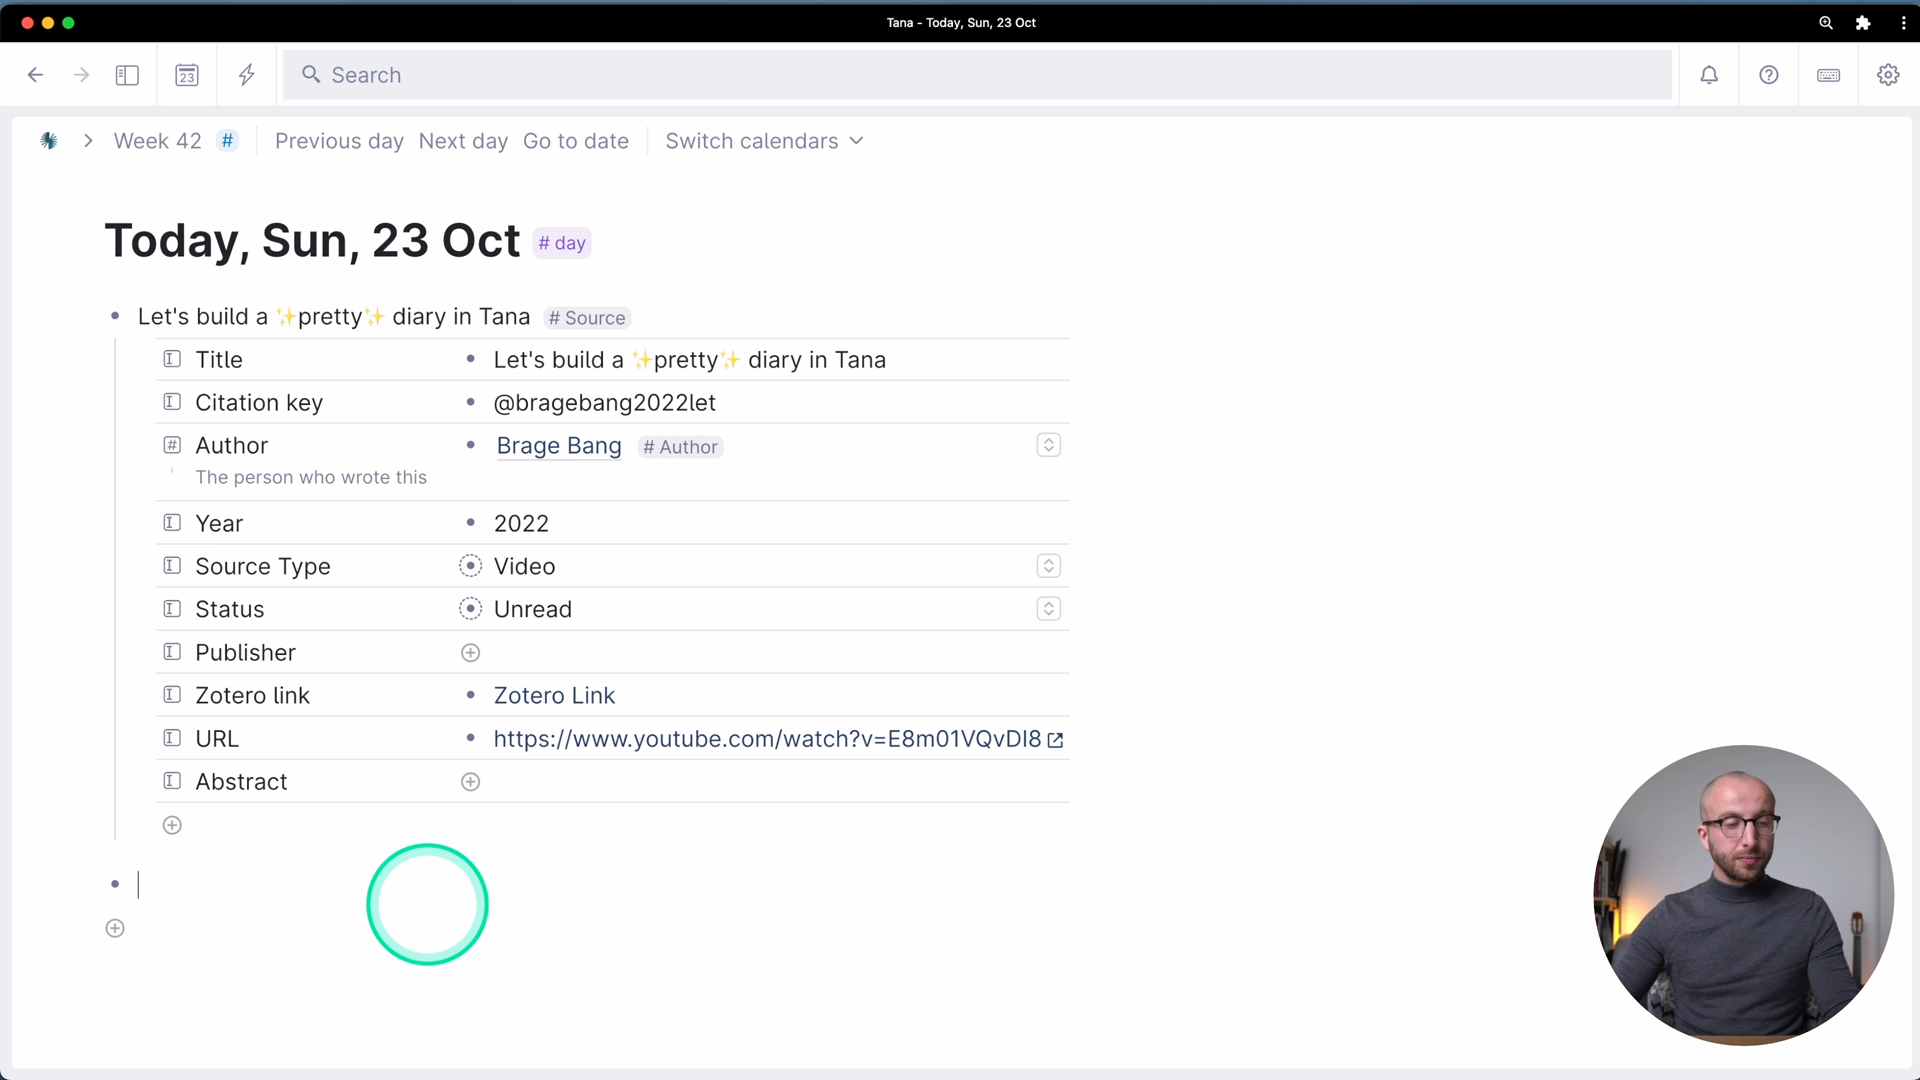 Tana - Today, Sun, 23 Oct
23
Search
Week 42 # Previous day Next day Go to date Switch calendars
Today, Sun, 23 Oct # day
Let's build a ✨pretty✨ diary in Tana # Source
Title Let's build a ✨pretty✨ diary in Tana
Citation key @bragebang2022let
# Author Brage Bang # Author
The person who wrote this
Year 2022
Source Type Video
Status Unread
Publisher
Zotero link Zotero Link
URL https://www.youtube.com/watch?v=E8m01VQvDI8
Abstract